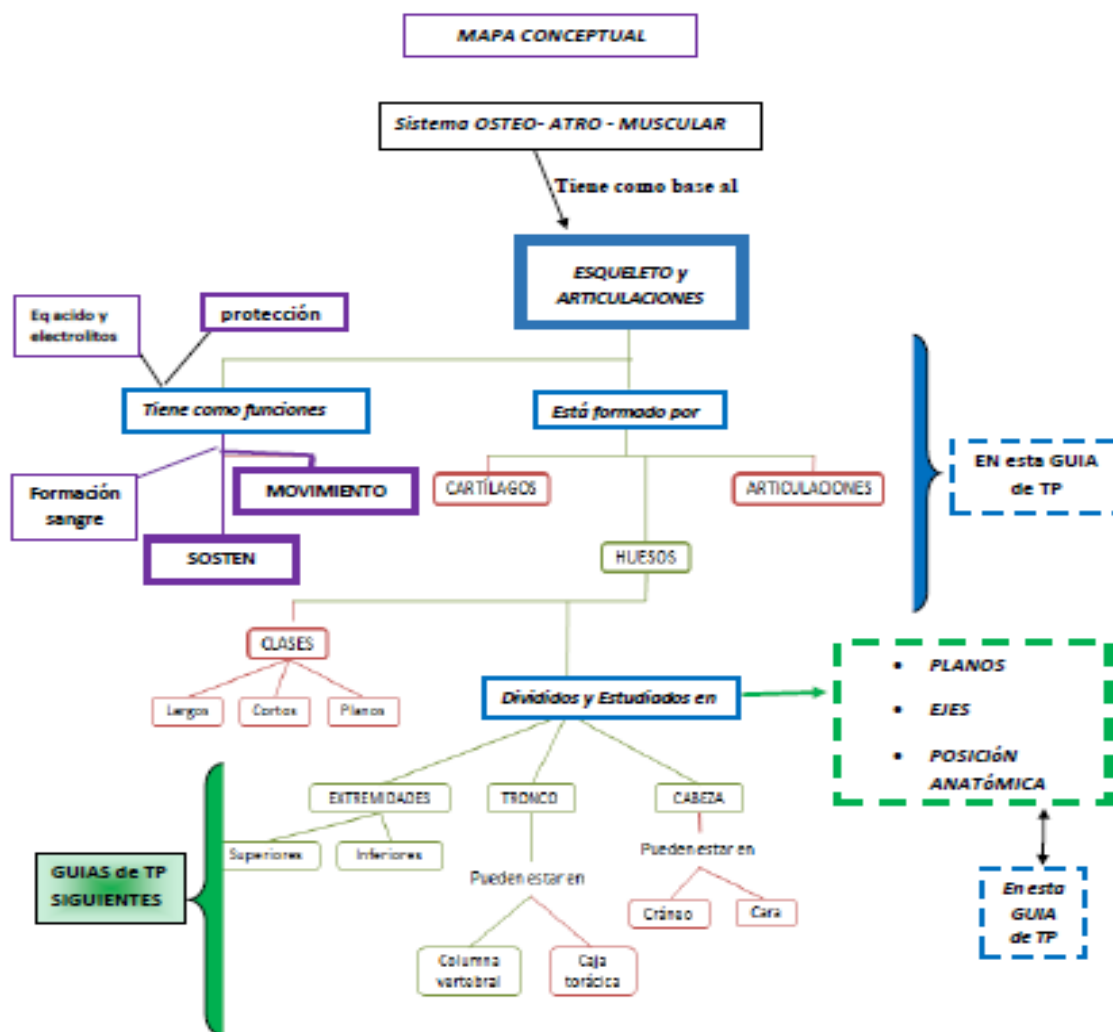 MAPA CONCEPTUAL
Sistema OSTEO- ATRO - MUSCULAR
Tiene como base al
ESQUELETO y
ARTICULACIONES
Eq acido y
electrolitos
protección
Tiene como funciones
Está formado por
Formación
sangre
MOVIMIENTO
SOSTEN
CARTÍLAGOS
ARTICULACIONES
HUESOS
EN esta GUIA
de TP
CLASES
Largos
Cortos
Planos
Divididos y Estudiados en
• PLANOS
• EJES
• POSICIóN
ANATóMICA
EXTREMIDADES
TRONCO
CABEZA
Superiores
Inferiores
Pueden estar en
Pueden estar en
Cráneo
Cara
Columna
vertebral
Caja
torácica
GUIAS de TP
SIGUIENTES
En esta
GUIA
de TP